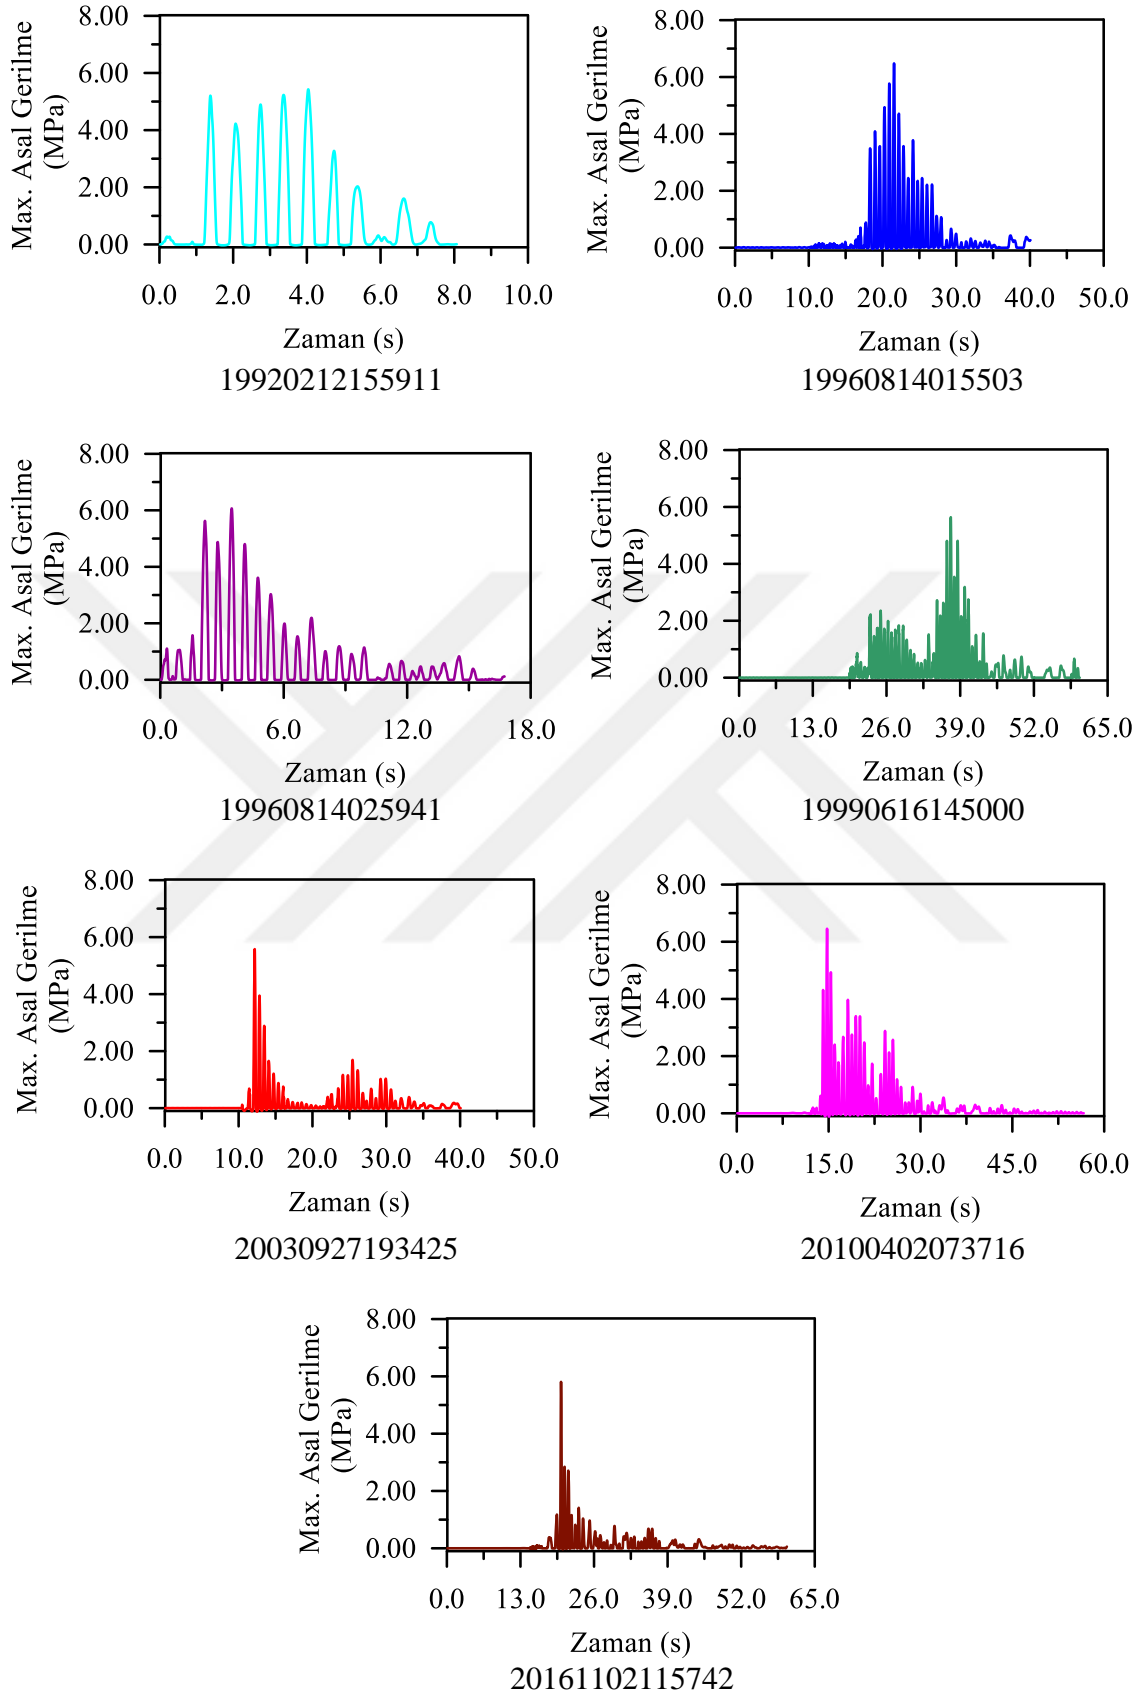 8.00
6.00
4.00
2.00
0.00
Max. Asal Gerilme
(MPa)
0.0 2.0 4.0 6.0 8.0 10.0
Zaman (s)
19920212155911
8.00
6.00
4.00
2.00
0.00
Max. Asal Gerilme
(MPa)
0.0 10.0 20.0 30.0 40.0 50.0
Zaman (s)
19960814015503
8.00
6.00
4.00
2.00
0.00
Max. Asal Gerilme
(MPa)
0.0 6.0 12.0 18.0
Zaman (s)
19960814025941
8.00
6.00
4.00
2.00
0.00
Max. Asal Gerilme
(MPa)
0.0 13.0 26.0 39.0 52.0 65.0
Zaman (s)
19990616145000
8.00
6.00
4.00
2.00
0.00
Max. Asal Gerilme
(MPa)
0.0 10.0 20.0 30.0 40.0 50.0
Zaman (s)
20030927193425
8.00
6.00
4.00
2.00
0.00
Max. Asal Gerilme
(MPa)
0.0 15.0 30.0 45.0 60.0
Zaman (s)
20100402073716
8.00
6.00
4.00
2.00
0.00
Max. Asal Gerilme
(MPa)
0.0 13.0 26.0 39.0 52.0 65.0
Zaman (s)
20161102115742